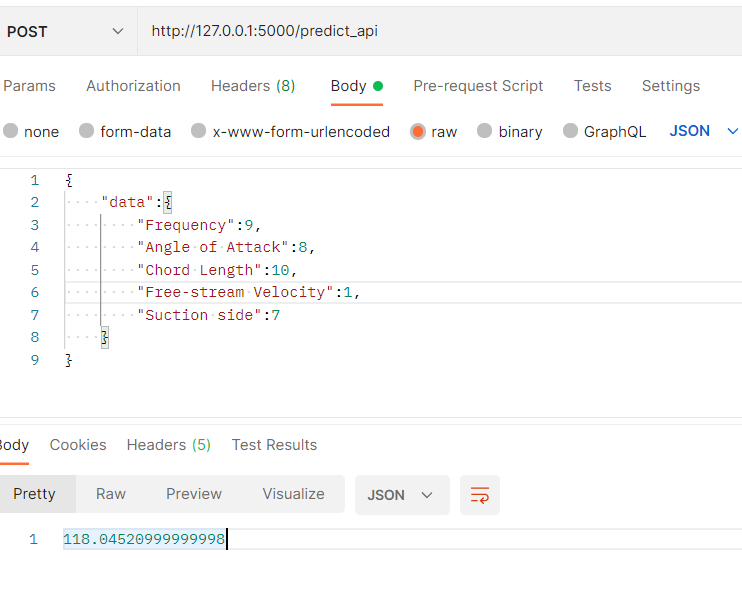 POST http://127.0.0.1:5000/predict_api
Params Authorization Headers (8) Body Pre-request Script Tests Settings
none form-data x-www-form-urlencoded raw binary GraphQL JSON
1 {
2 "data":{
3 "Frequency":9,
4 "Angle of Attack":8,
5 "Chord Length":10,
6 "Free-stream Velocity":1,
7 "Suction side":7
8 }
9 }
Body Cookies Headers (5) Test Results
Pretty Raw Preview Visualize JSON
1 118.04520999999998